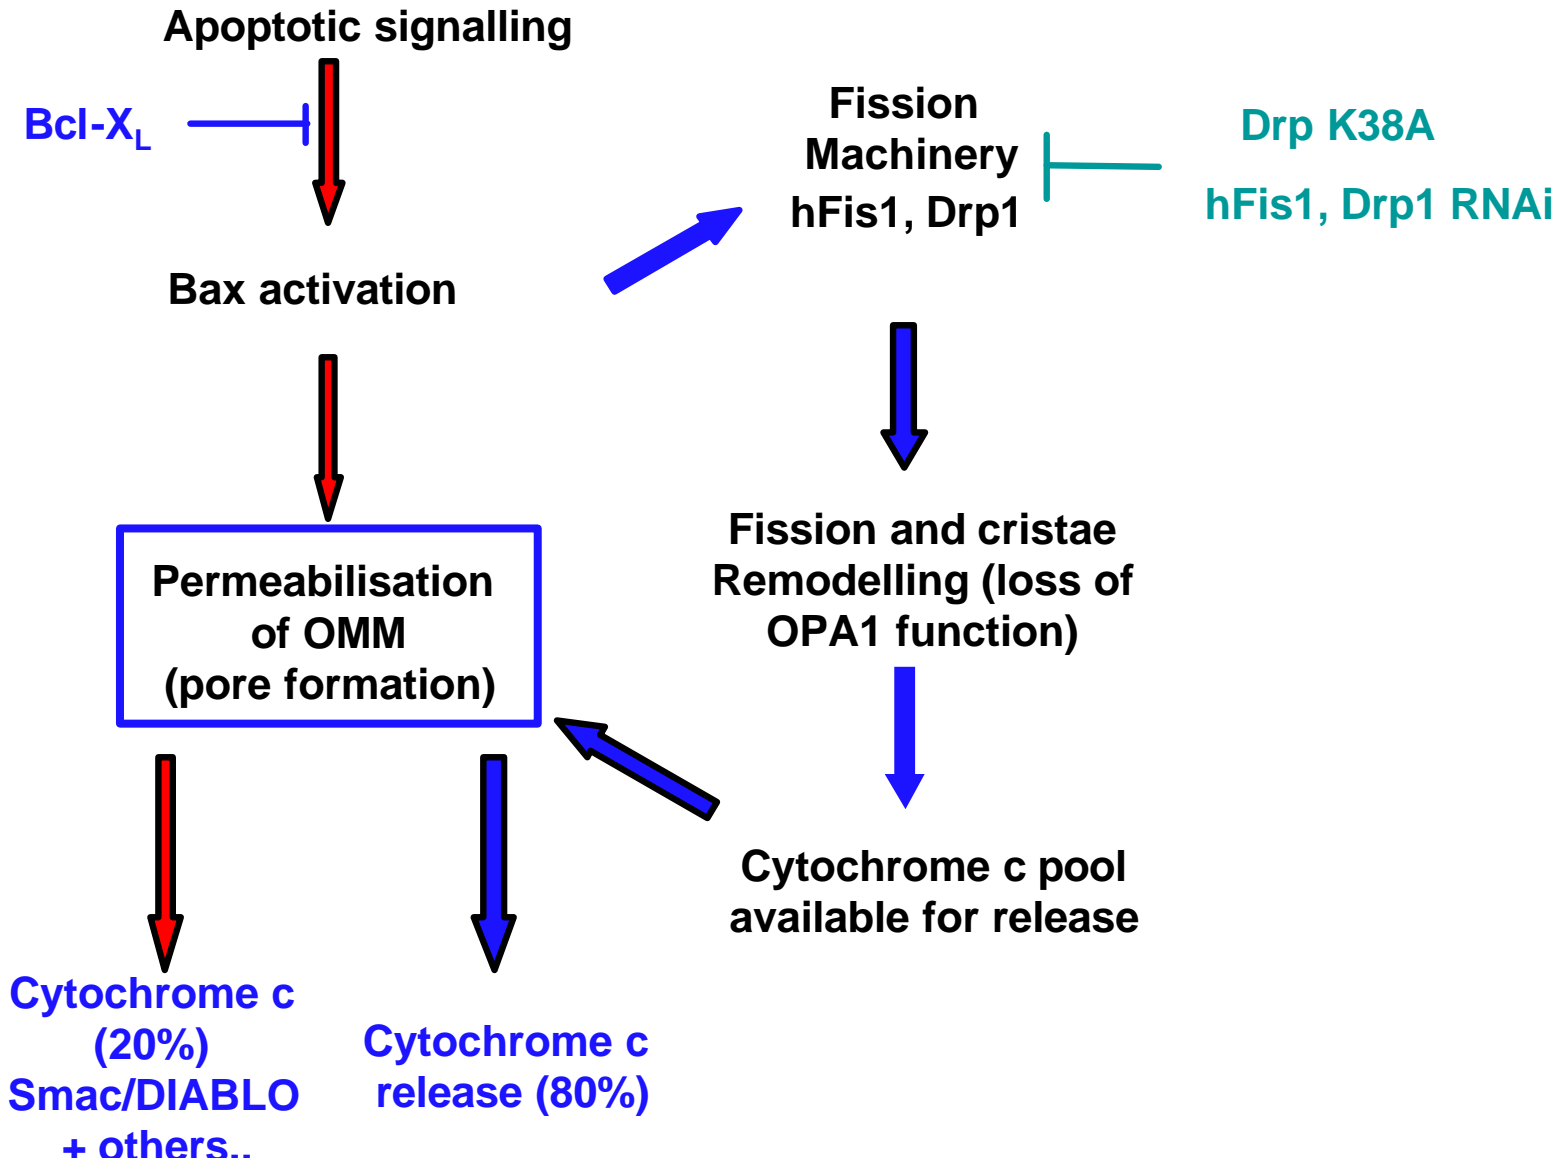 Apoptotic signalling
Bcl-XL
Bax activation
Permeabilisation
of OMM
(pore formation)
Cytochrome c
(20%)
Smac/DIABLO
+ others..
Cytochrome c
release (80%)
Fission
Machinery
hFis1, Drp1
Drp K38A
hFis1, Drp1 RNAi
Fission and cristae
Remodelling (loss of
OPA1 function)
Cytochrome c pool
available for release